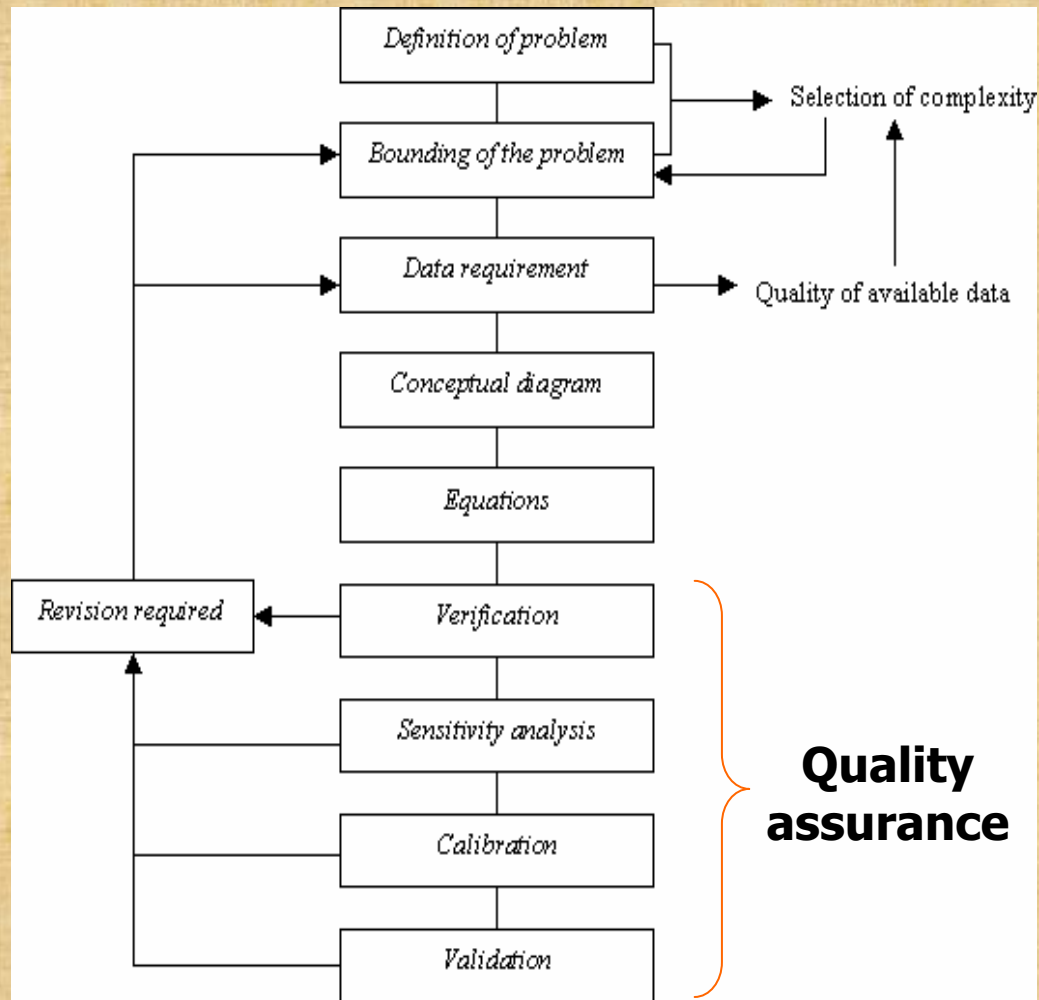 Definition of problem
Selection of complexity
Bounding of the problem
Data requirement
Quality of available data
Conceptual diagram
Equations
Revision required
Verification
Sensitivity analysis
Quality
assurance
Calibration
Validation